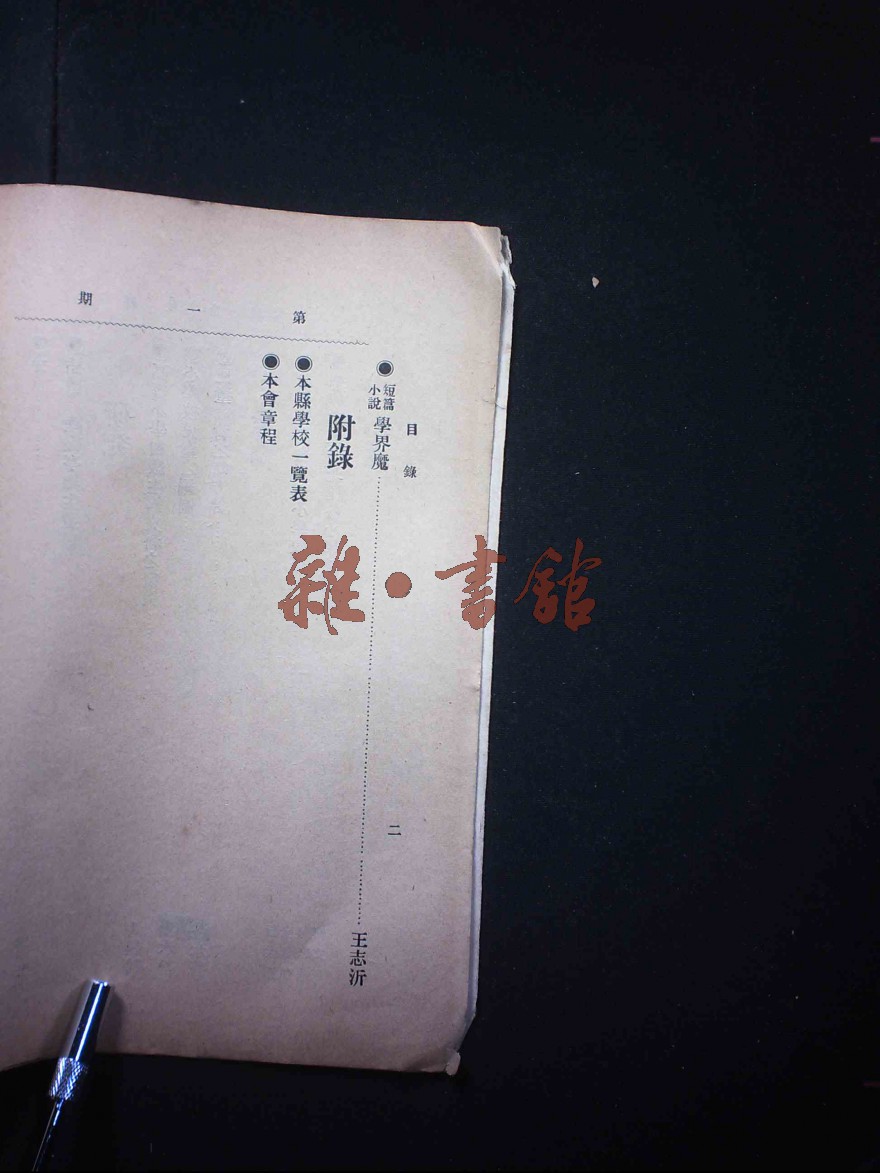 目錄
二
●短篇小說 學界魔………王志沂
附錄
●本縣學校一覽表
●本會章程
第一期
雜·書館